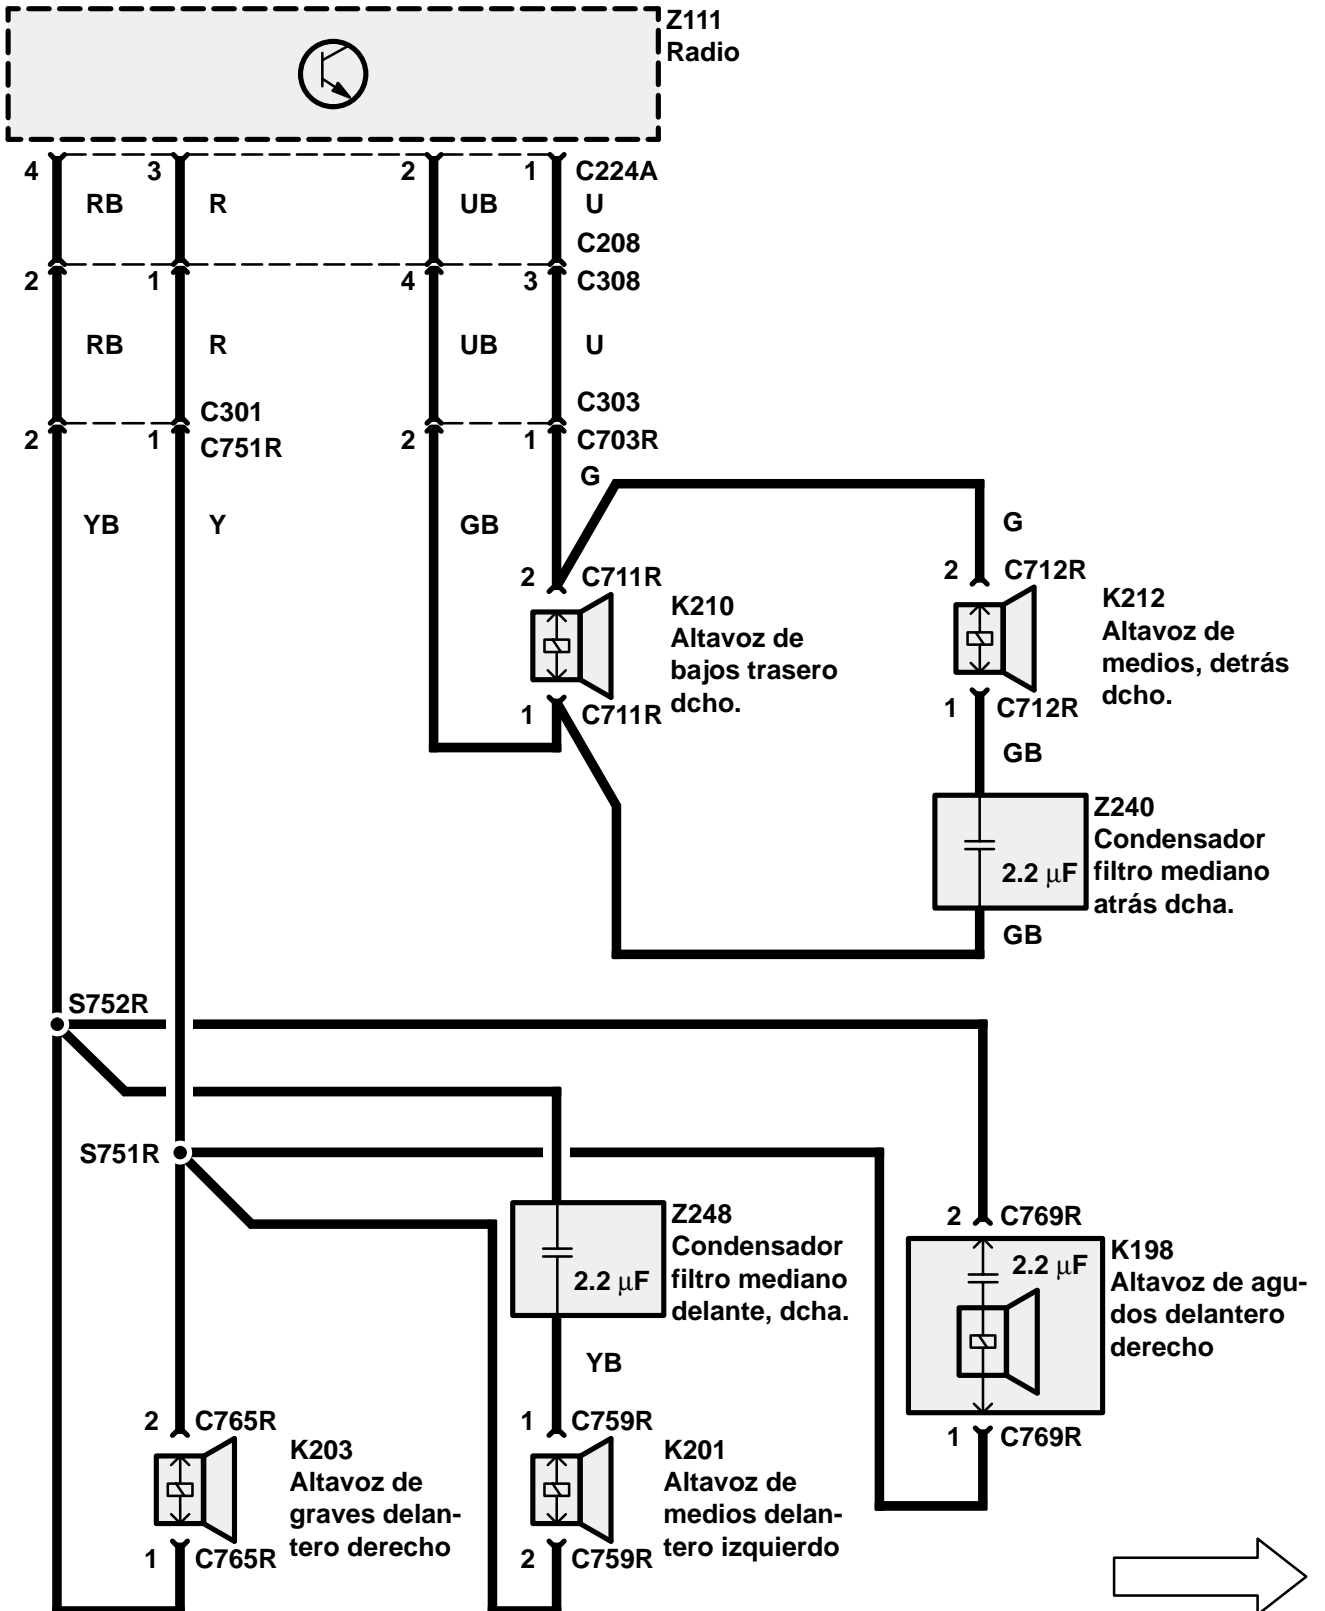 Z111
Radio
4 3 2 1 C224A
RB R UB U
C208
2 1 4 3 C308
RB R UB U
C301 C303
2 1 C751R 2 1 C703R
G
YB Y GB G
2 C711R 2 C712R
K210
Altavoz de
bajos trasero
dcho.
K212
Altavoz de
medios, detrás
dcho.
1 C711R 1 C712R
GB
Z240
Condensador
filtro mediano
atrás dcha.
2.2 µF
GB
S752R
S751R
Z248
Condensador
filtro mediano
delante, dcha.
2.2 µF
2 C769R
K198
Altavoz de agu-
dos delantero
derecho
2.2 µF
YB
1 C769R
2 C765R
K203
Altavoz de
graves delan-
tero derecho
1 C765R
1 C759R
K201
Altavoz de
medios delan-
tero izquierdo
2 C759R